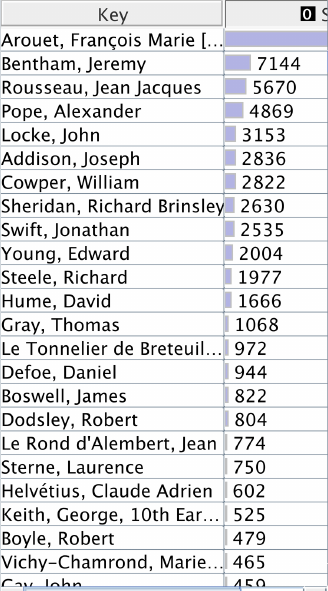 Key 0 S
Arouet, François Marie [...
Bentham, Jeremy 7144
Rousseau, Jean Jacques 5670
Pope, Alexander 4869
Locke, John 3153
Addison, Joseph 2836
Cowper, William 2822
Sheridan, Richard Brinsley 2630
Swift, Jonathan 2535
Young, Edward 2004
Steele, Richard 1977
Hume, David 1666
Gray, Thomas 1068
Le Tonnelier de Breteuil... 972
Defoe, Daniel 944
Boswell, James 822
Dodsley, Robert 804
Le Rond d'Alembert, Jean 774
Sterne, Laurence 750
Helvétius, Claude Adrien 602
Keith, George, 10th Ear... 525
Boyle, Robert 479
Vichy-Chamrond, Marie... 465
Gay, John 459